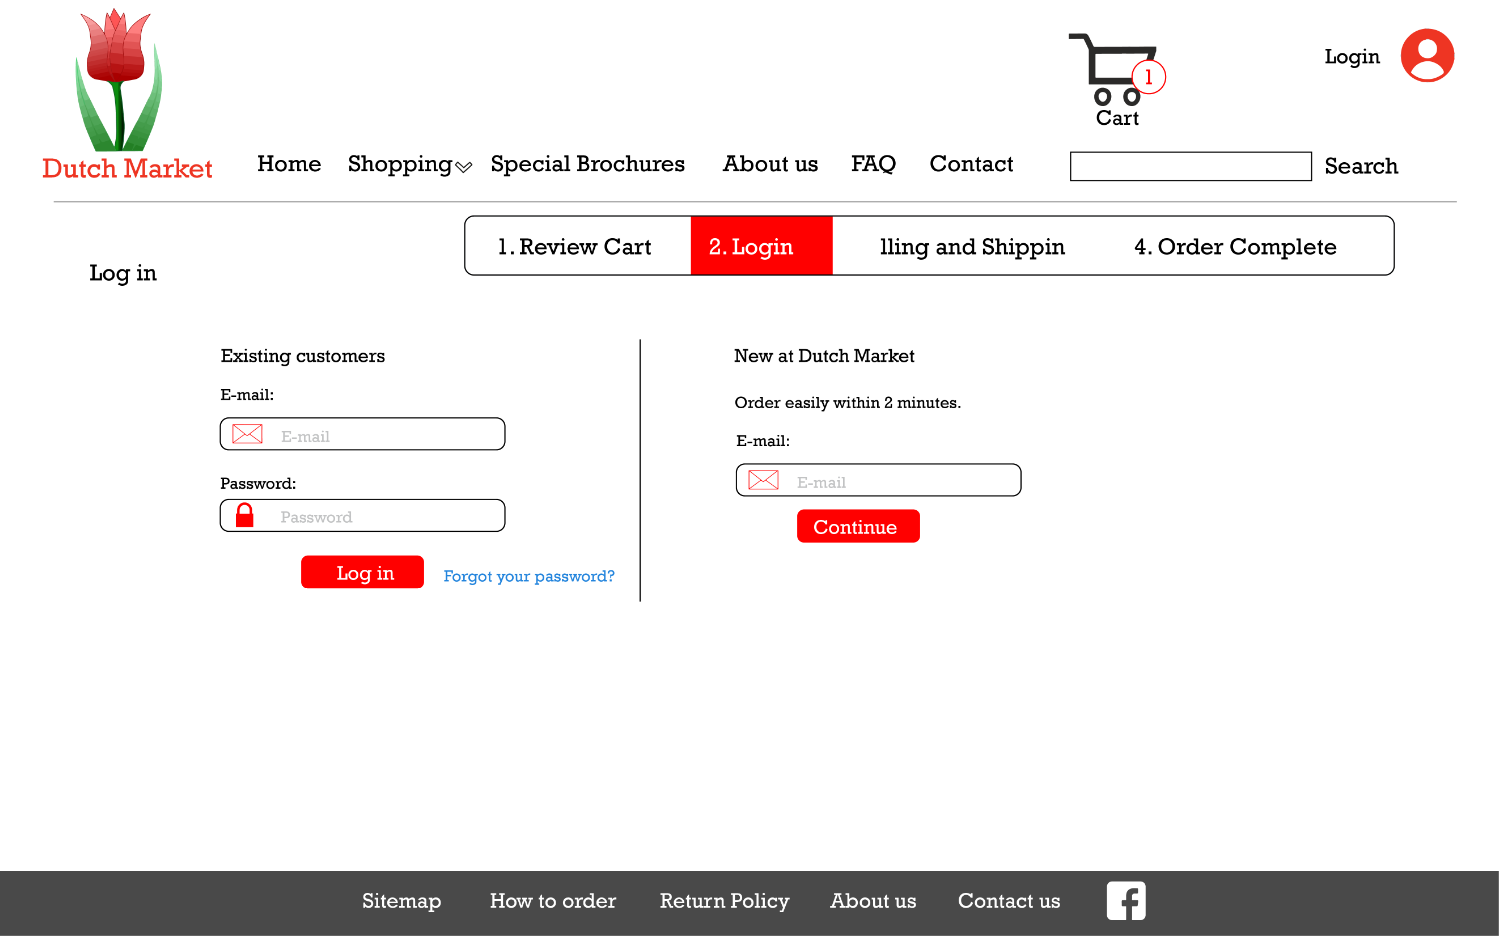 1
Login
Cart
Dutch Market
Home Shopping Special Brochures About us FAQ Contact Search
1. Review Cart 2. Login lling and Shippin 4. Order Complete
Log in
Existing customers
E-mail:
E-mail
Password:
Password
Log in Forgot your password?
New at Dutch Market
Order easily within 2 minutes.
E-mail:
E-mail
Continue
Sitemap How to order Return Policy About us Contact us